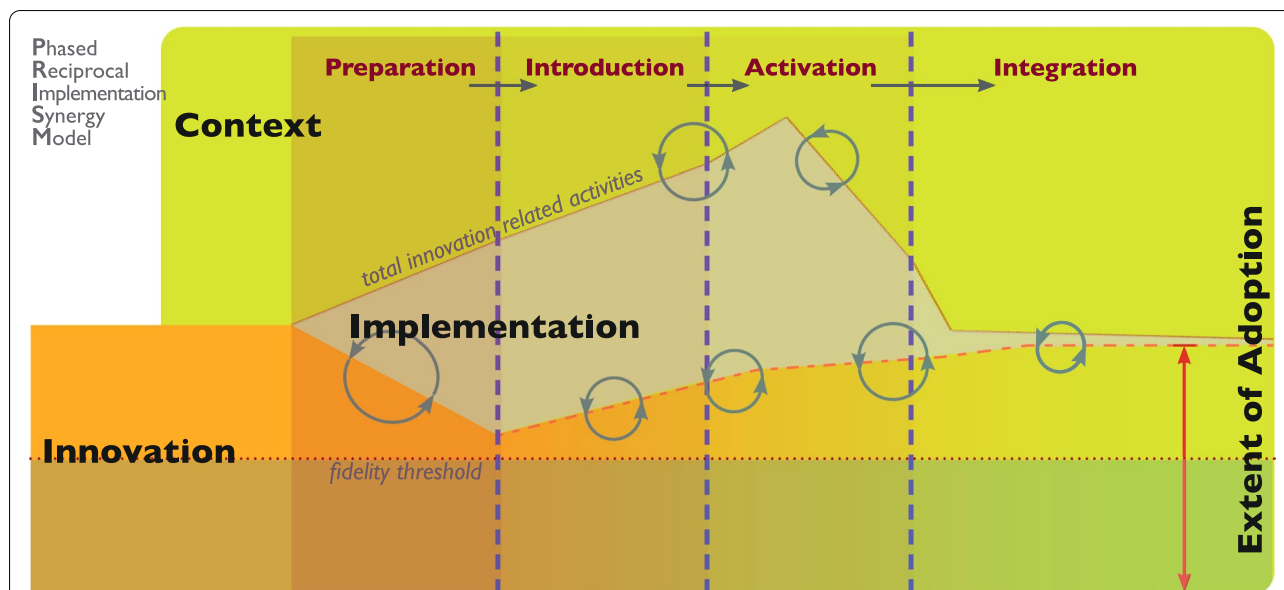 Phased
Reciprocal
Implementation
Synergy
Model
Preparation
Introduction
Activation
Integration
Context
total innovation related activities
Implementation
Innovation
fidelity threshold
Extent of Adoption